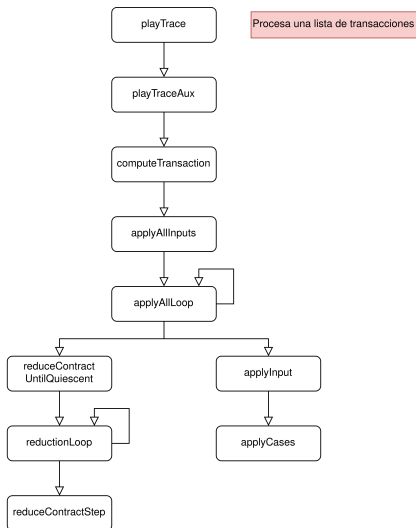 playTrace
Procesa una lista de transacciones
playTraceAux
computeTransaction
applyAllInputs
applyAllLoop
reduceContract
UntilQuiescent
applyInput
reductionLoop
applyCases
reduceContractStep